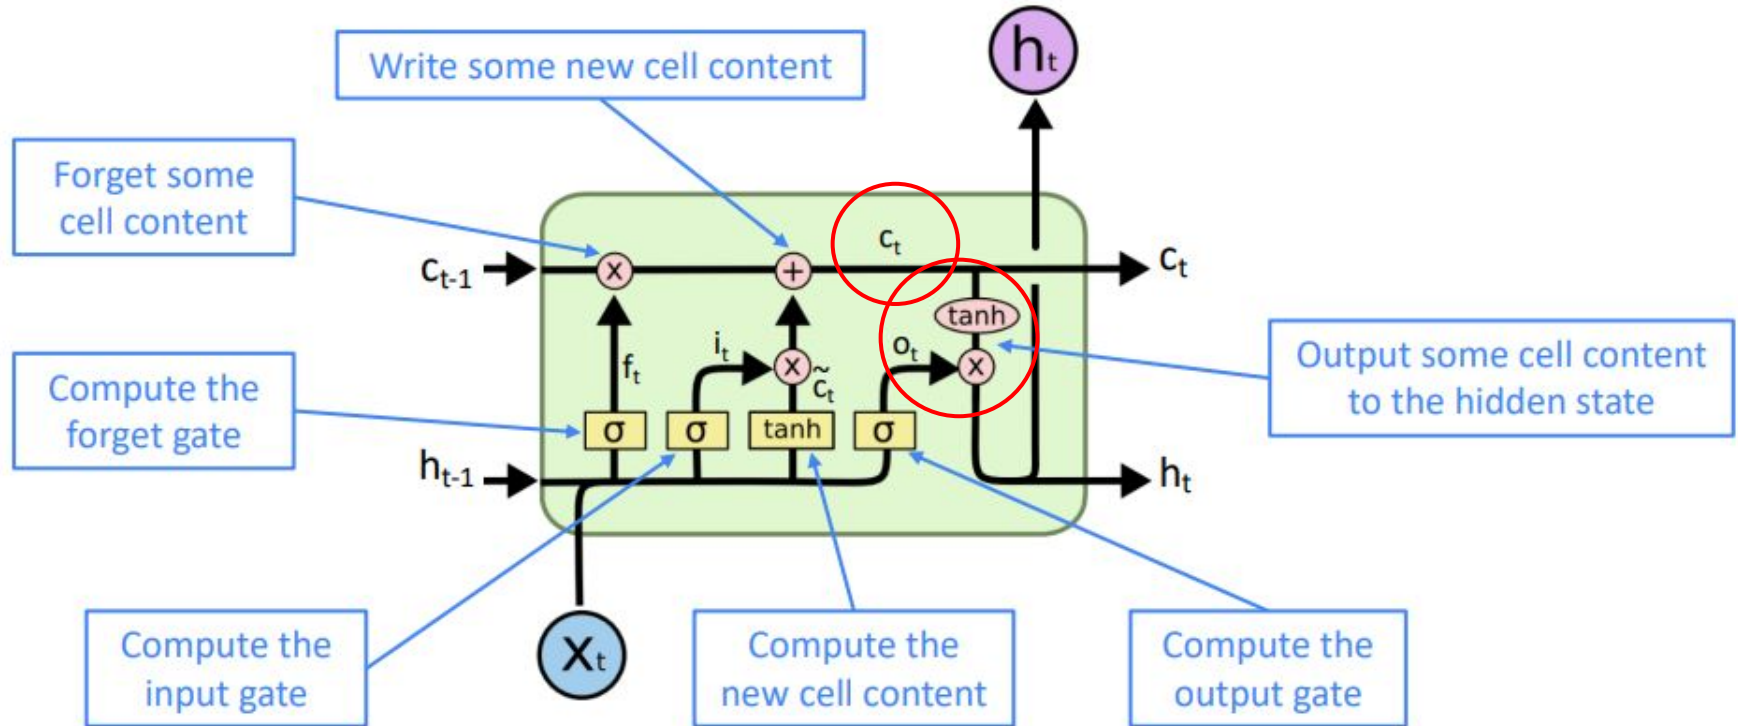 Write some new cell content
hₜ
Forget some
cell content
cₜ
cₜ₋₁
x
+
cₜ
tanh
iₜ
oₜ
fₜ
x
c̃ₜ
x
Output some cell content
to the hidden state
Compute the
forget gate
σ
σ
tanh
σ
hₜ₋₁
hₜ
Compute the
input gate
Xₜ
Compute the
new cell content
Compute the
output gate